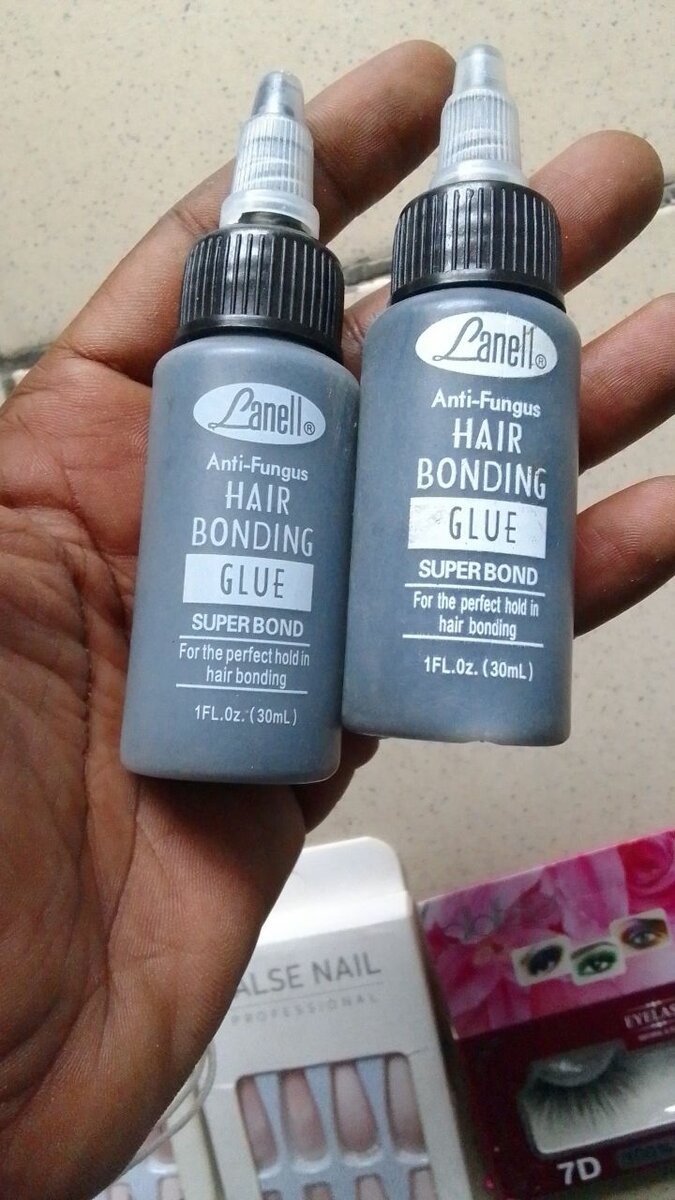 Lanell®
Anti-Fungus
HAIR
BONDING
GLUE
SUPER BOND
For the perfect hold in
hair bonding
1FL.Oz. (30mL)
Lanell®
Anti-Fungus
HAIR
BONDING
GLUE
SUPER BOND
For the perfect hold in
hair bonding
1FL.Oz. (30mL)
ALSE NAIL
PROFESSIONAL
EYELAS
7D